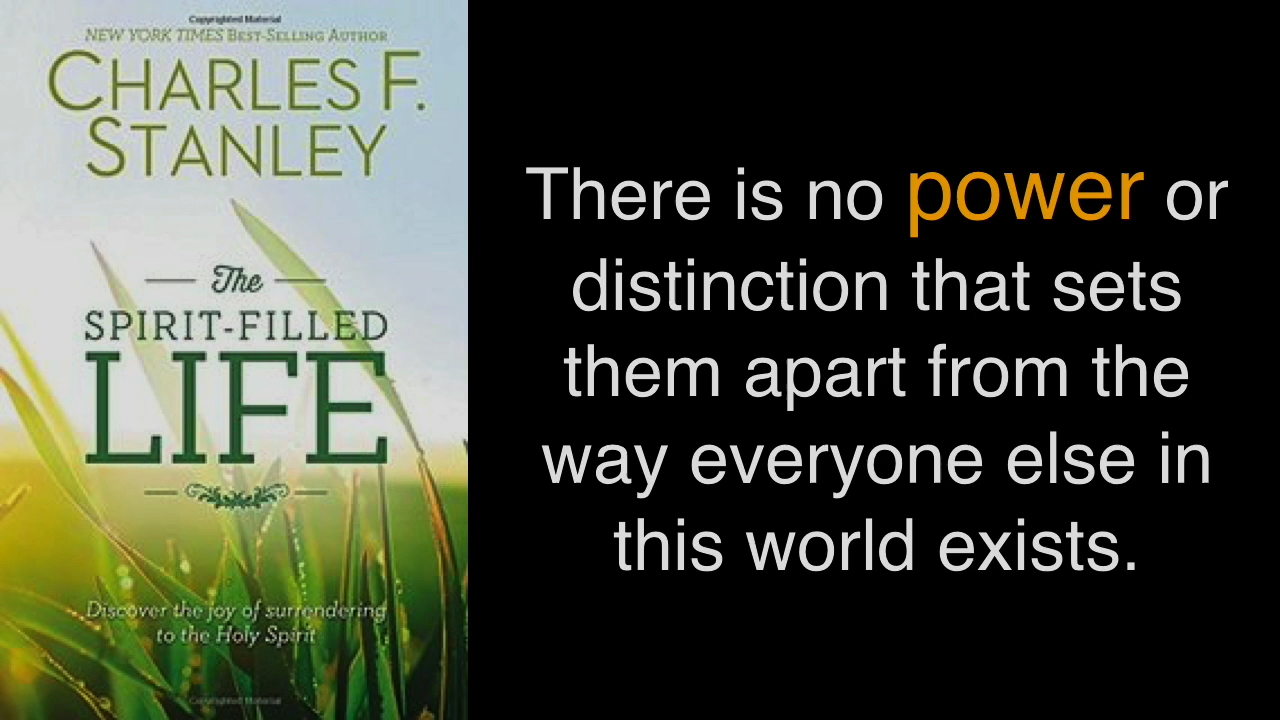 Copyrighted Material
NEW YORK TIMES BEST-SELLING AUTHOR
CHARLES F.
STANLEY
The
SPIRIT-FILLED
LIFE
Discover the joy of surrendering
to the Holy Spirit
Copyrighted Material
There is no power or
distinction that sets
them apart from the
way everyone else in
this world exists.